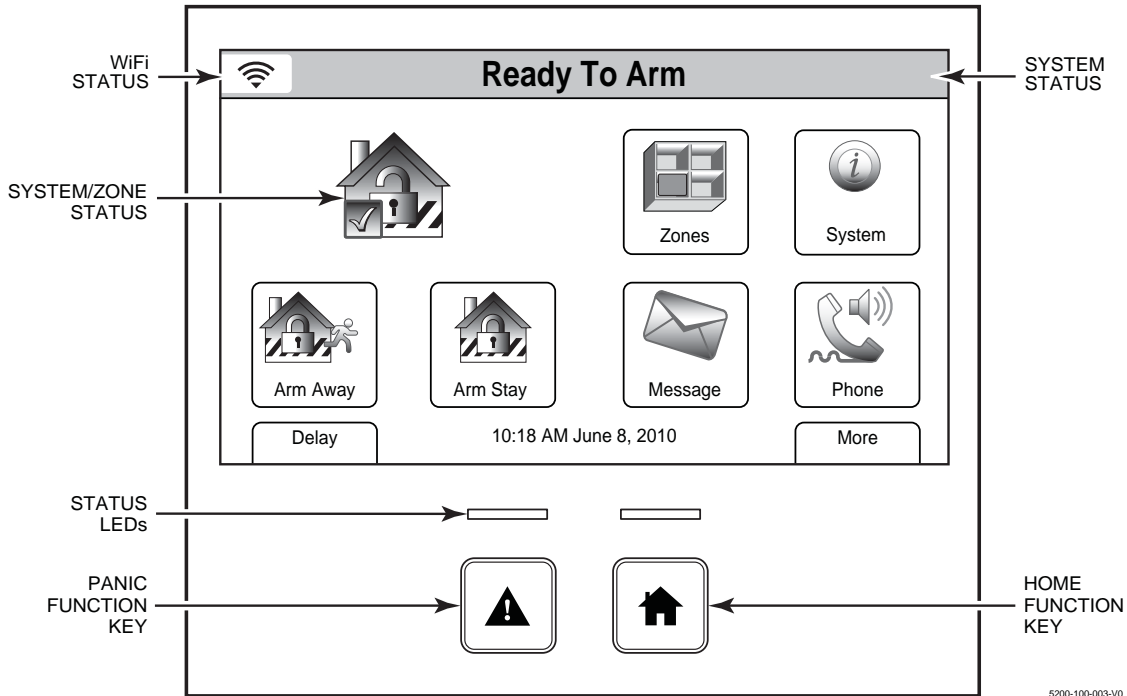 WiFi
STATUS
Ready To Arm
SYSTEM
STATUS
SYSTEM/ZONE
STATUS
Zones
System
Arm Away
Arm Stay
Message
Phone
Delay
10:18 AM June 8, 2010
More
STATUS
LEDs
PANIC
FUNCTION
KEY
HOME
FUNCTION
KEY
5200-100-003-V0